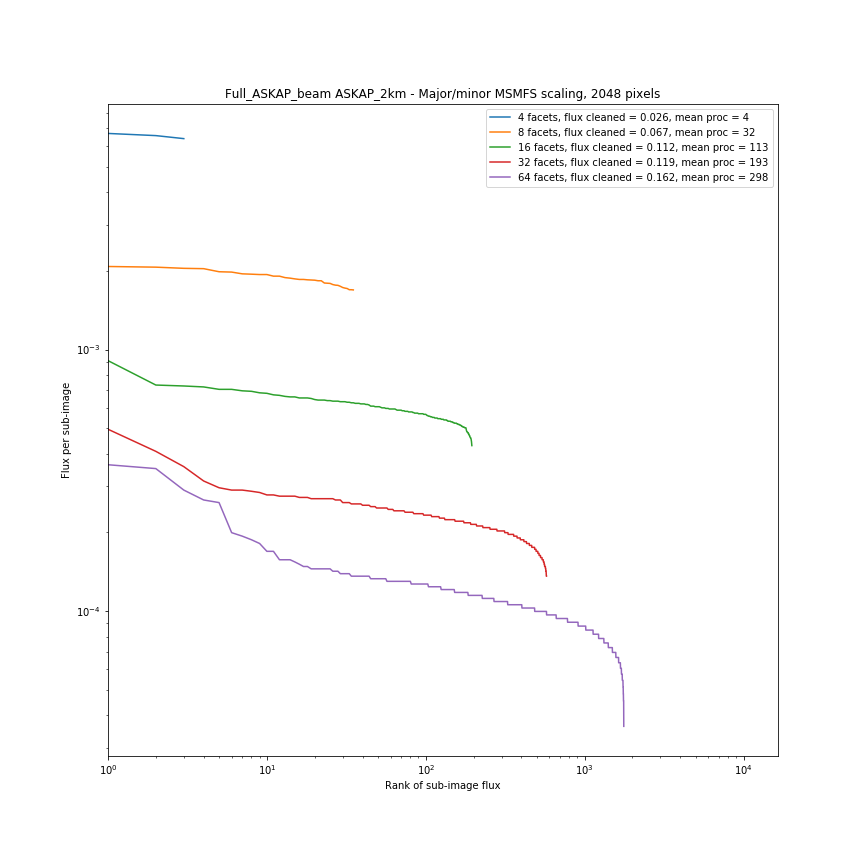 Full_ASKAP_beam ASKAP_2km - Major/minor MSMFS scaling, 2048 pixels
4 facets, flux cleaned = 0.026, mean proc = 4
8 facets, flux cleaned = 0.067, mean proc = 32
16 facets, flux cleaned = 0.112, mean proc = 113
32 facets, flux cleaned = 0.119, mean proc = 193
64 facets, flux cleaned = 0.162, mean proc = 298
Flux per sub-image
10⁻³
10⁻⁴
10⁰ 10¹ 10² 10³ 10⁴
Rank of sub-image flux